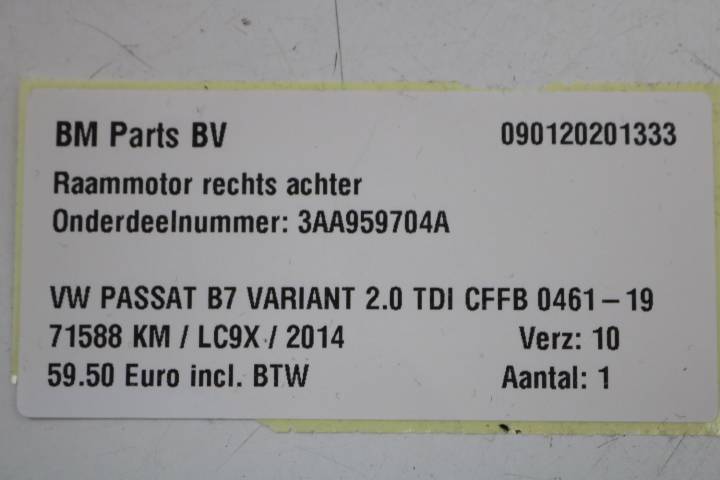 BM Parts BV 090120201333
Raammotor rechts achter
Onderdeelnummer: 3AA959704A
VW PASSAT B7 VARIANT 2.0 TDI CFFB 0461-19
71588 KM / LC9X / 2014 Verz: 10
59.50 Euro incl. BTW Aantal: 1